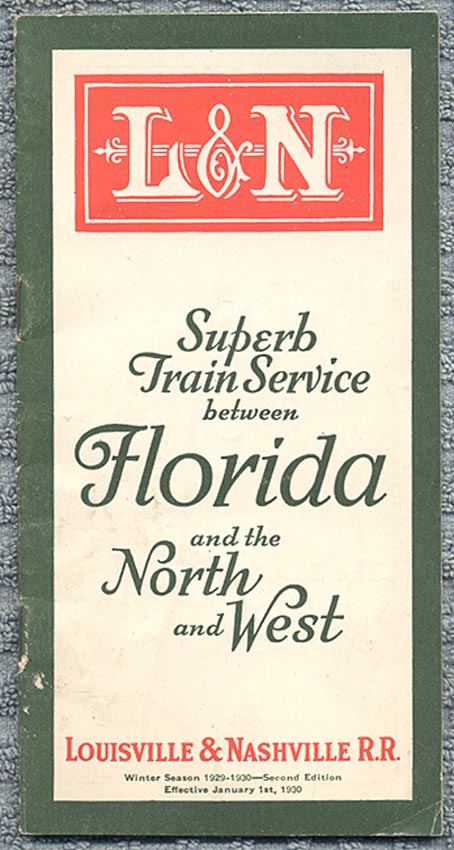 L&N
Superb
Train Service
between
Florida
and the
North
and West
LOUISVILLE & NASHVILLE R.R.
Winter Season 1929-1930—Second Edition
Effective January 1st, 1930